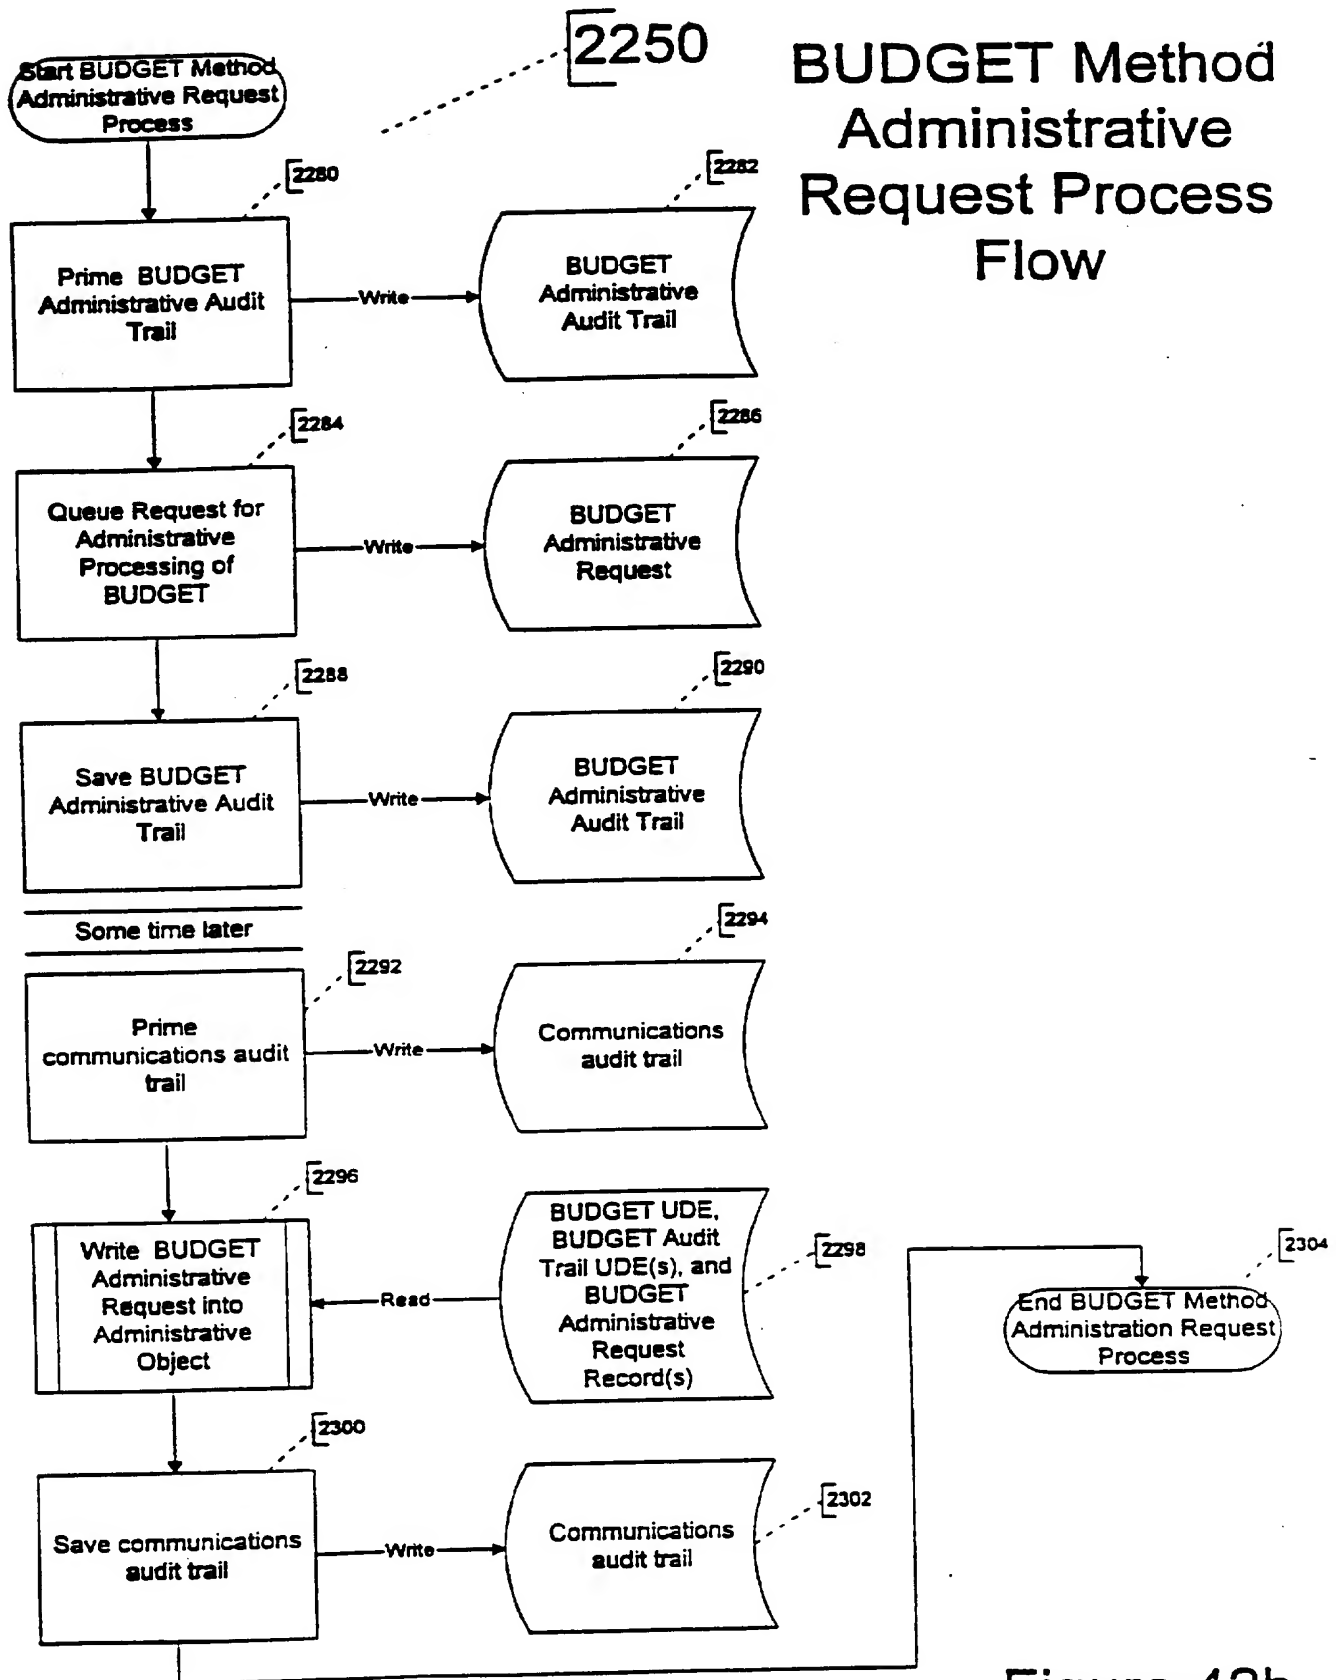 2250
BUDGET Method
Administrative
Request Process
Flow
Start BUDGET Method
Administrative Request
Process
2280
2282
Prime BUDGET
Administrative Audit
Trail
Write
BUDGET
Administrative
Audit Trail
2284
2286
Queue Request for
Administrative
Processing of
BUDGET
Write
BUDGET
Administrative
Request
2288
2290
Save BUDGET
Administrative Audit
Trail
Write
BUDGET
Administrative
Audit Trail
Some time later
2292
2294
Prime
communications audit
trail
Write
Communications
audit trail
2296
2298
Write BUDGET
Administrative
Request into
Administrative
Object
Read
BUDGET UDE,
BUDGET Audit
Trail UDE(s), and
BUDGET
Administrative
Request
Record(s)
2304
End BUDGET Method
Administration Request
Process
2300
2302
Save communications
audit trail
Write
Communications
audit trail